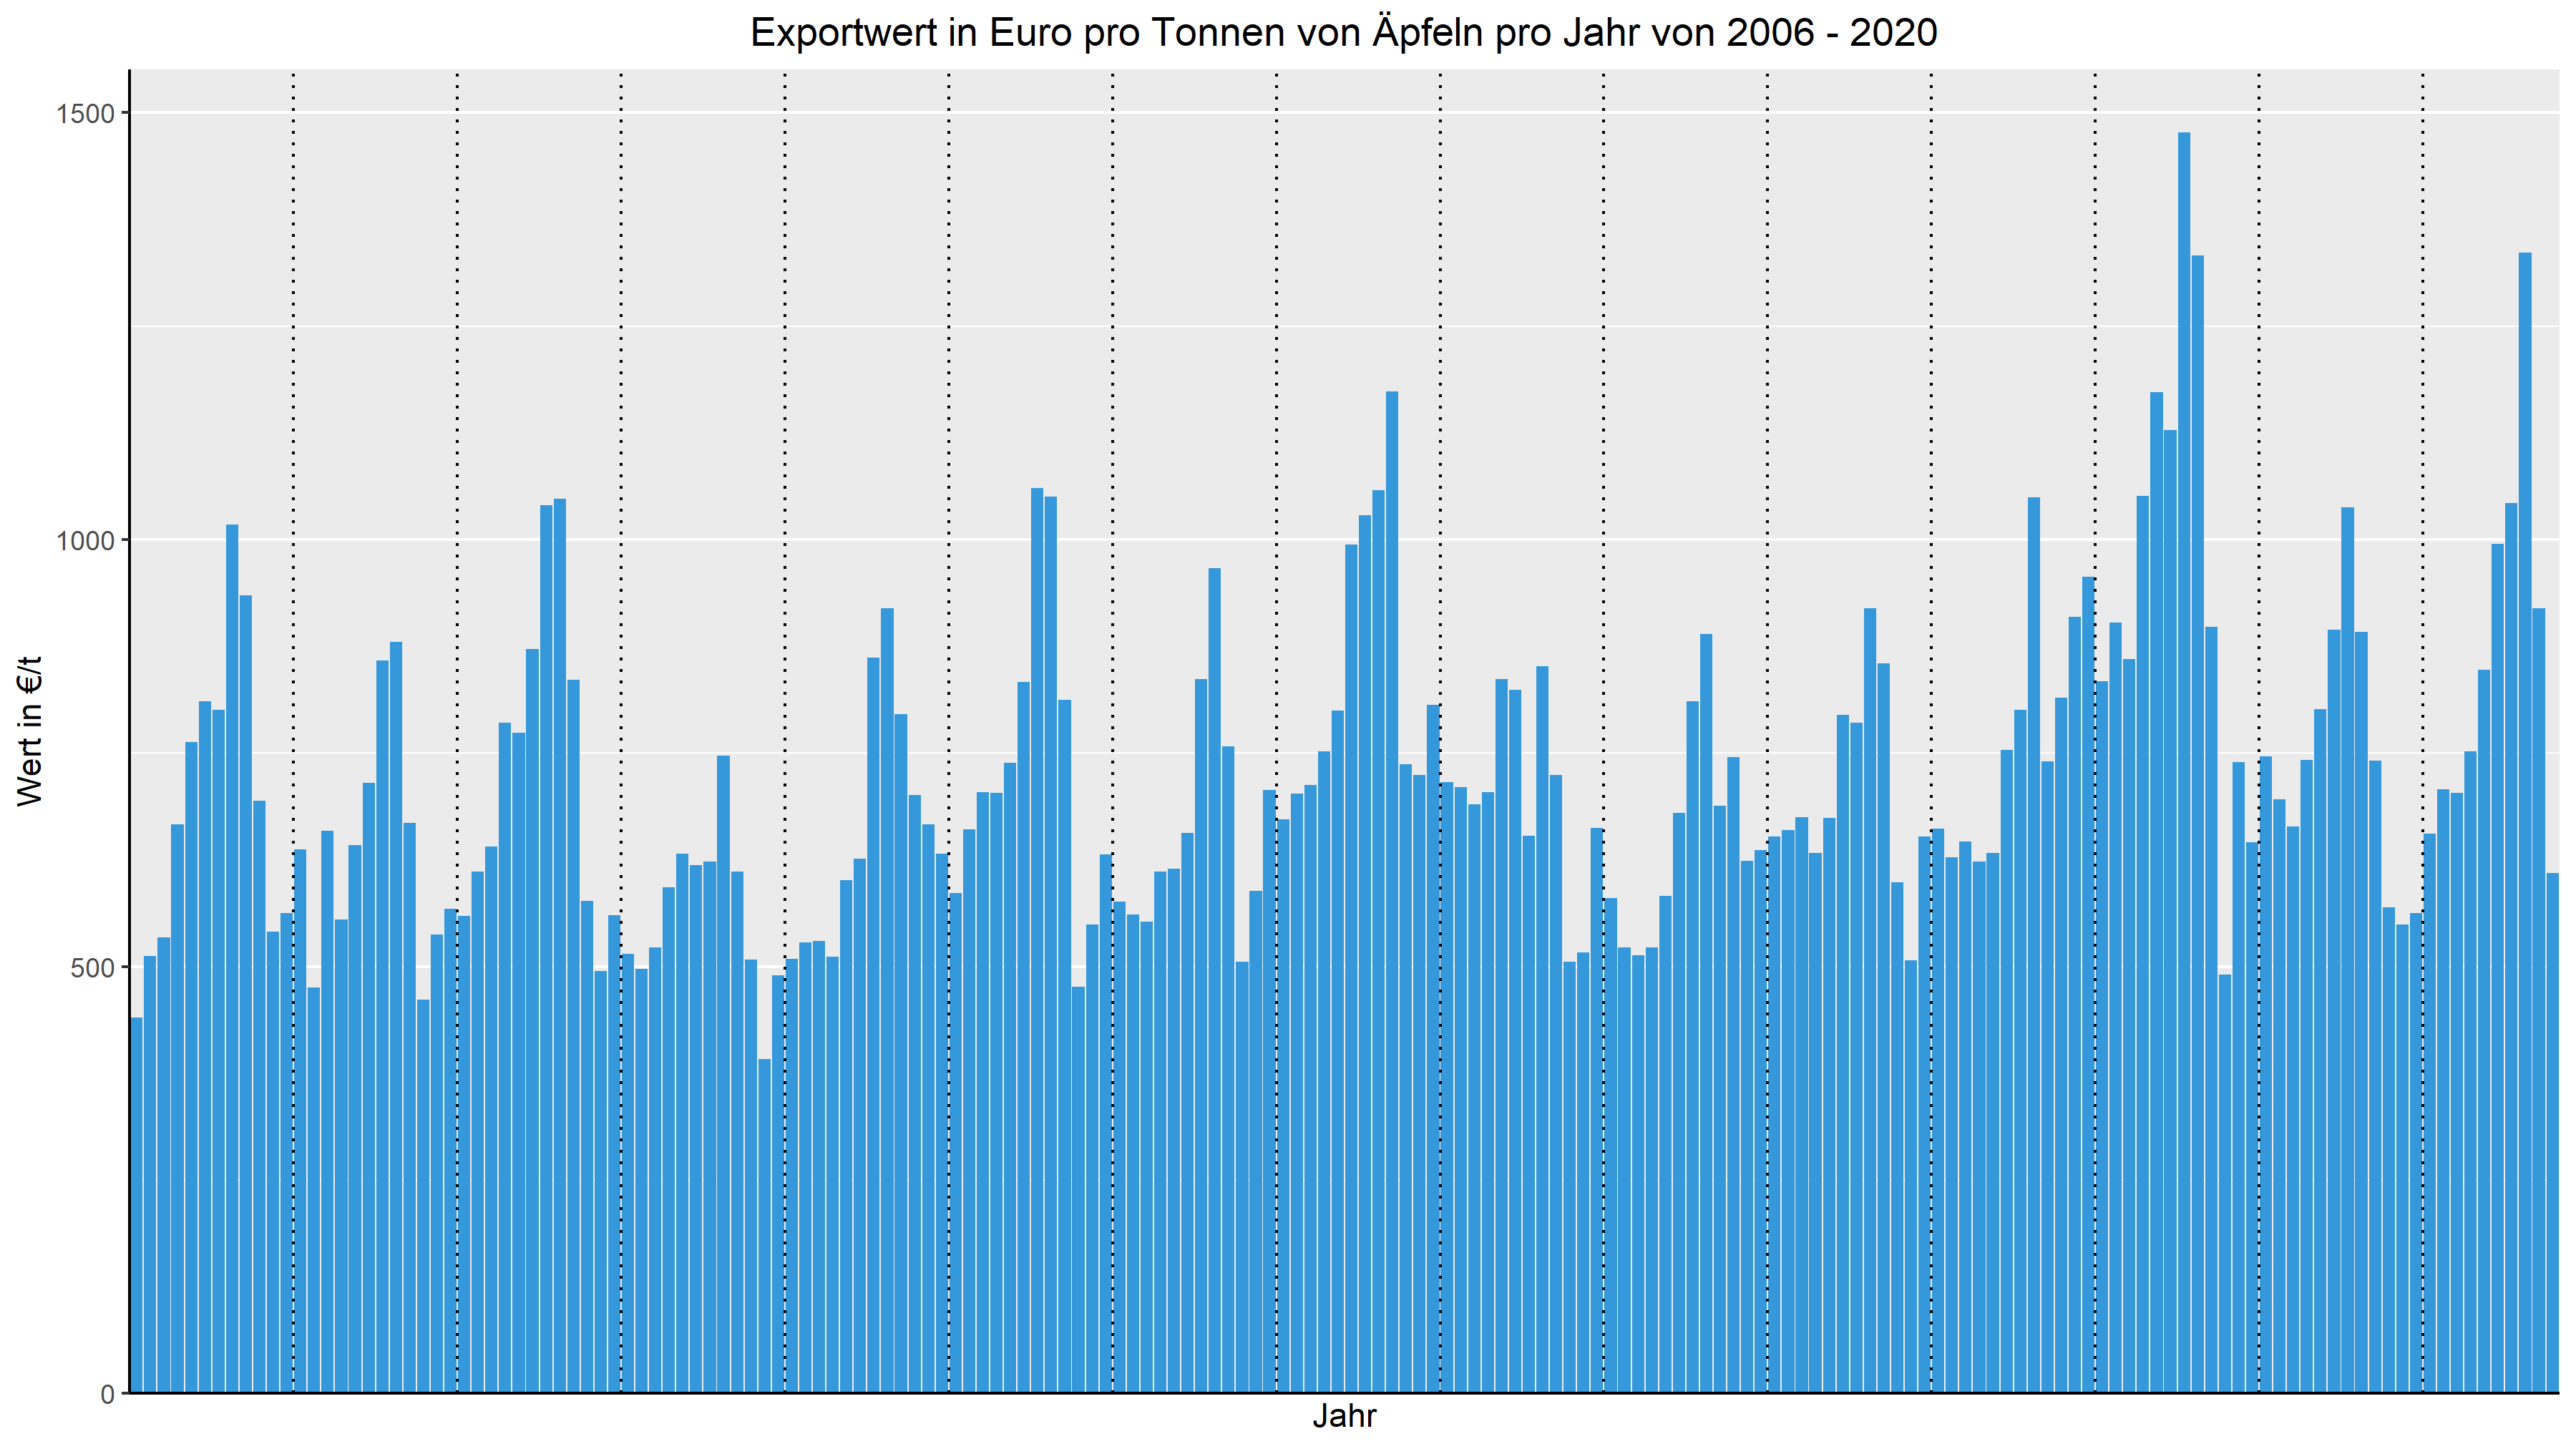 Exportwert in Euro pro Tonnen von Äpfeln pro Jahr von 2006 - 2020
Wert in €/t
1500
1000
500
0
Jahr